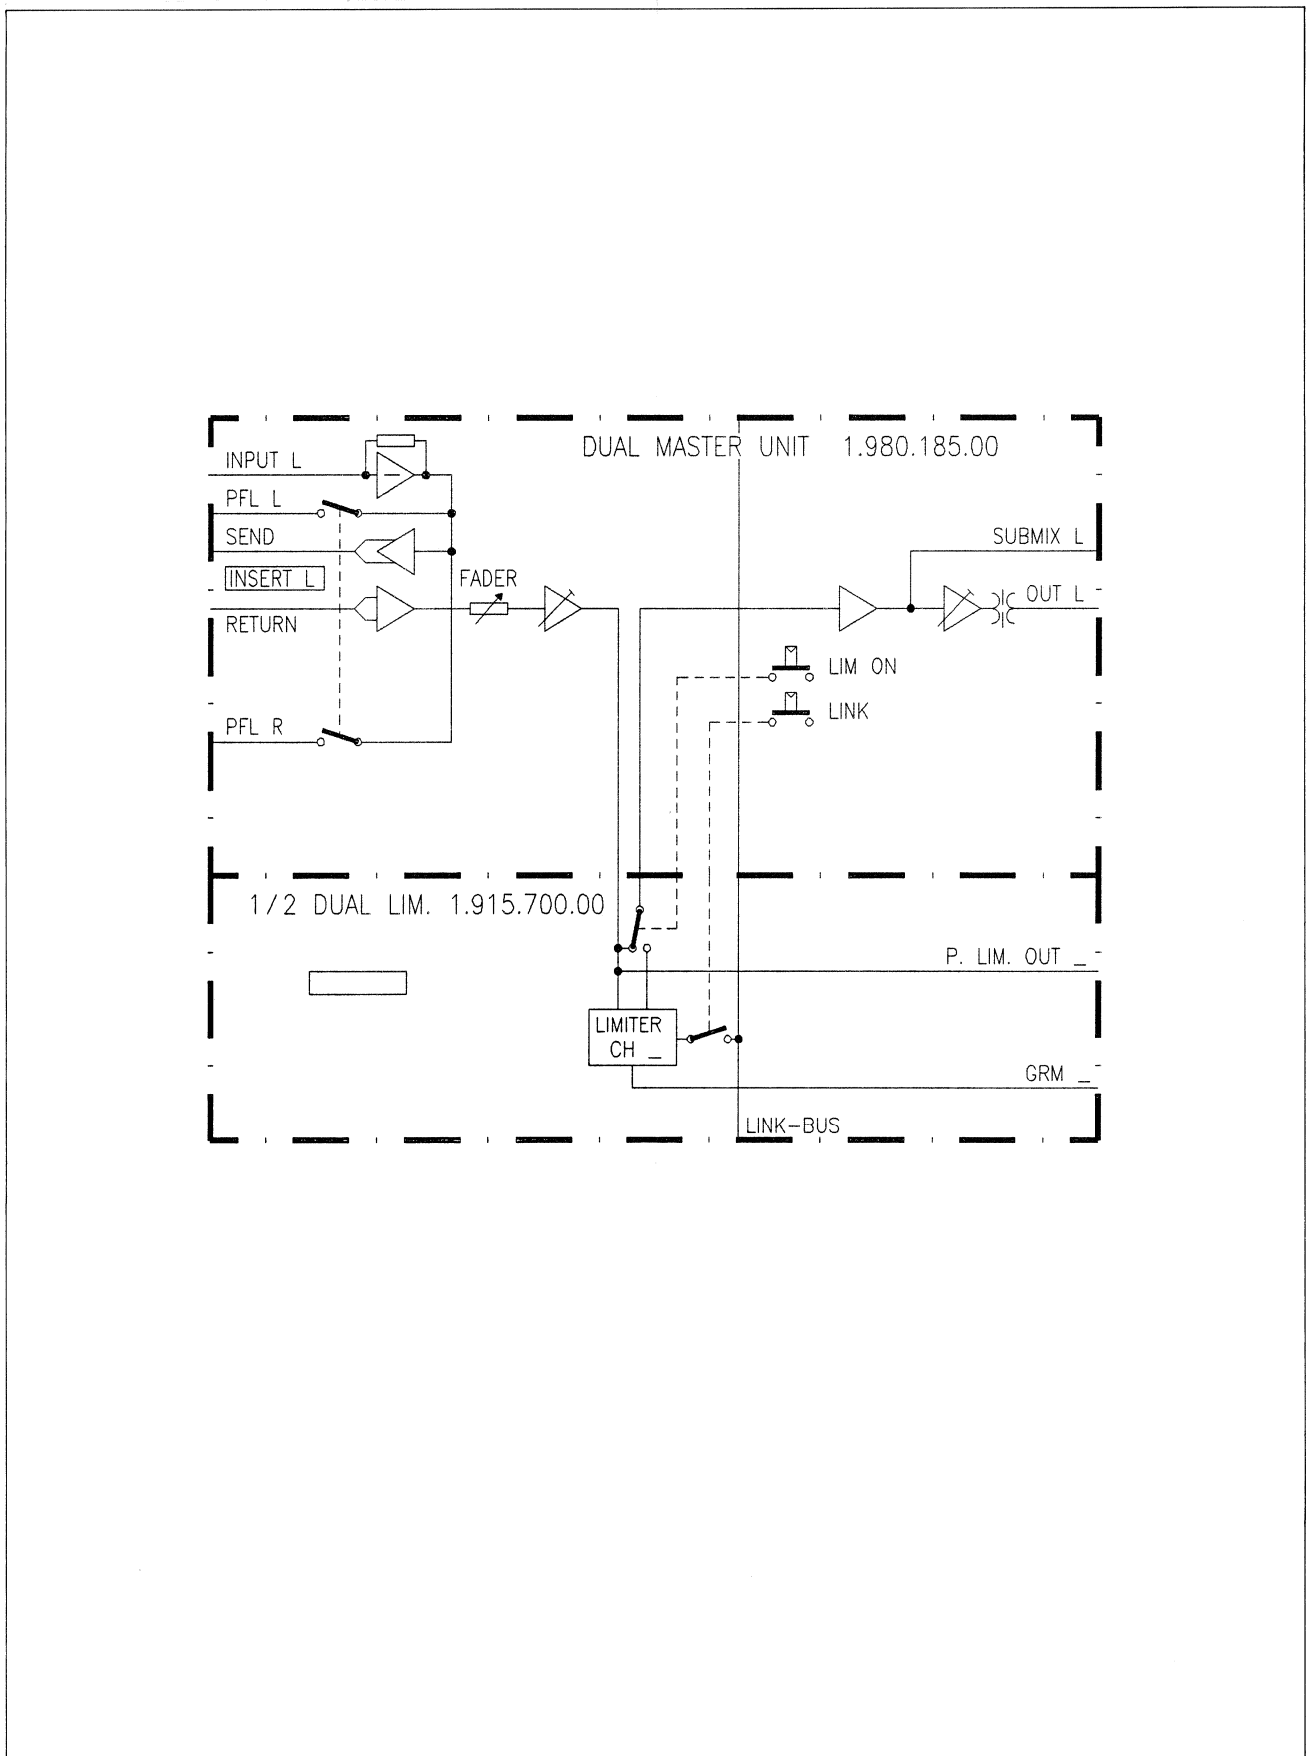 DUAL MASTER UNIT 1.980.185.00
INPUT L
PFL L
SEND
INSERT L
RETURN
FADER
SUBMIX L
OUT L
LIM ON
LINK
PFL R
1/2 DUAL LIM. 1.915.700.00
P. LIM. OUT _
LIMITER
CH _
GRM _
LINK-BUS